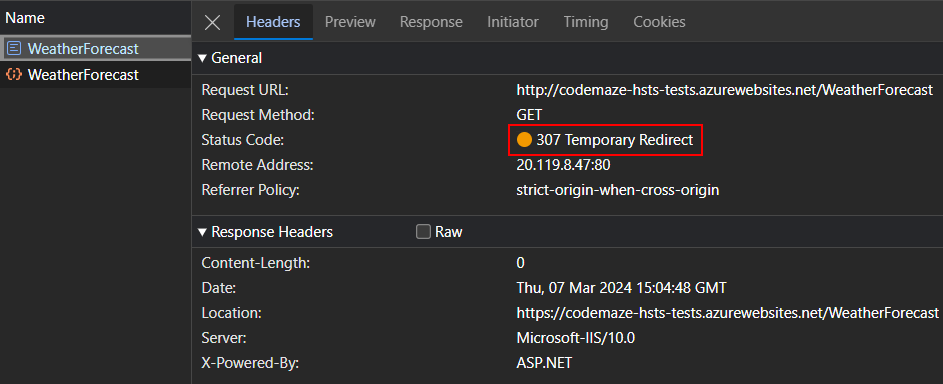 Name
WeatherForecast
WeatherForecast
Headers Preview Response Initiator Timing Cookies
General
Request URL: http://codemaze-hsts-tests.azurewebsites.net/WeatherForecast
Request Method: GET
Status Code: 307 Temporary Redirect
Remote Address: 20.119.8.47:80
Referrer Policy: strict-origin-when-cross-origin
Response Headers Raw
Content-Length: 0
Date: Thu, 07 Mar 2024 15:04:48 GMT
Location: https://codemaze-hsts-tests.azurewebsites.net/WeatherForecast
Server: Microsoft-IIS/10.0
X-Powered-By: ASP.NET